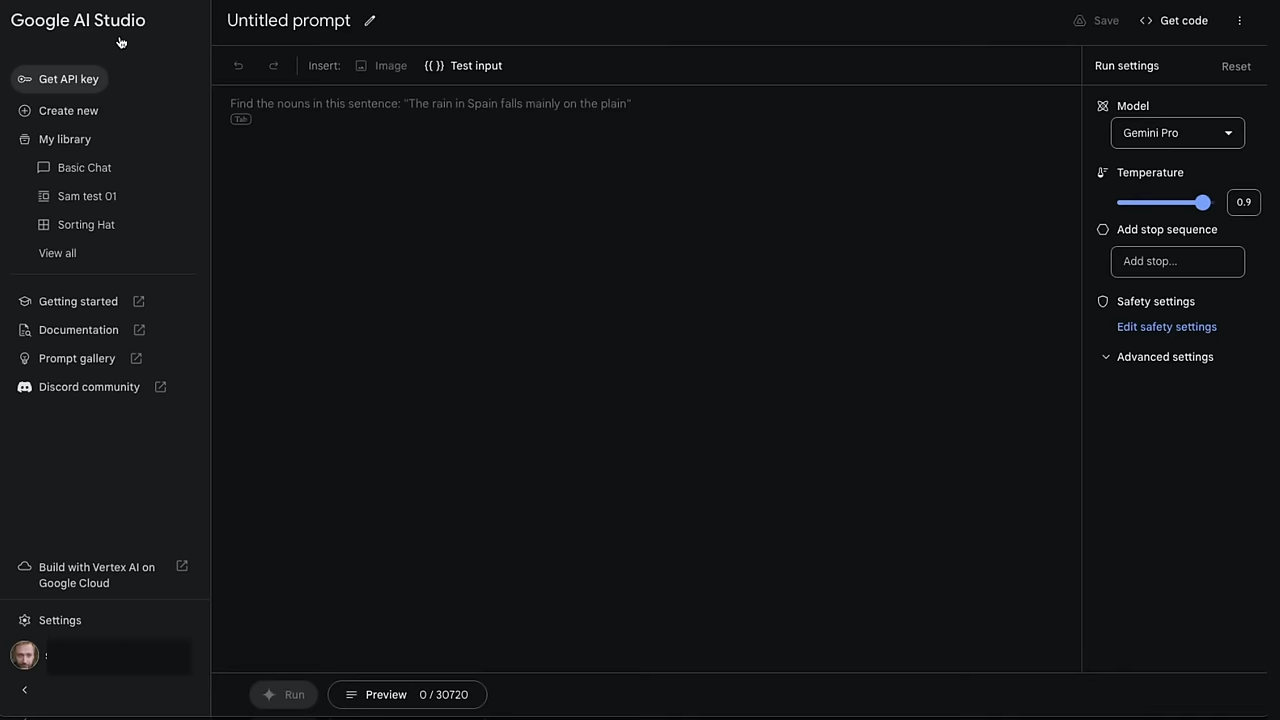 Google AI Studio
Get API key
Create new
My library
Basic Chat
Sam test 01
Sorting Hat
View all
Getting started
Documentation
Prompt gallery
Discord community
Build with Vertex AI on
Google Cloud
Settings
Untitled prompt
Save
Get code
Insert:
Image
{{ }} Test input
Find the nouns in this sentence: "The rain in Spain falls mainly on the plain"
Tab
Run settings
Reset
Model
Gemini Pro
Temperature
0.9
Add stop sequence
Add stop...
Safety settings
Edit safety settings
Advanced settings
Run
Preview 0 / 30720